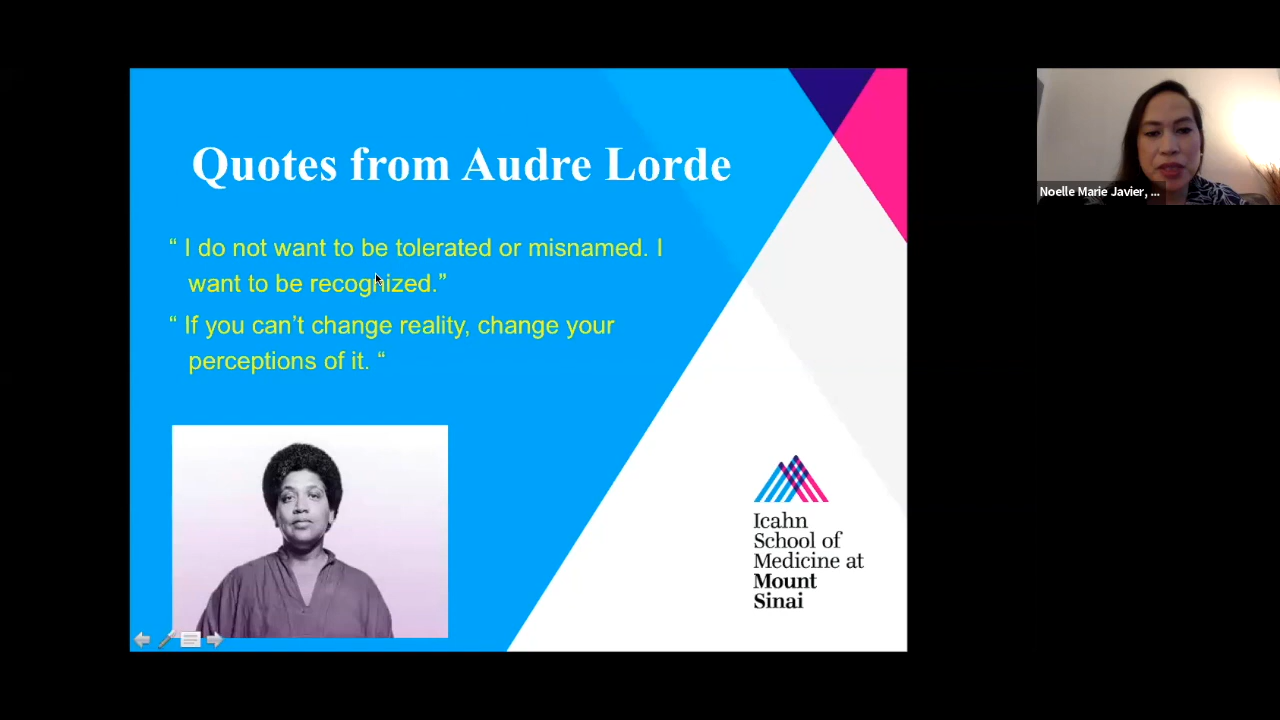 Quotes from Audre Lorde
“ I do not want to be tolerated or misnamed. I
want to be recognized.”
“ If you can’t change reality, change your
perceptions of it. “
Icahn
School of
Medicine at
Mount
Sinai
Noelle Marie Javier, ...